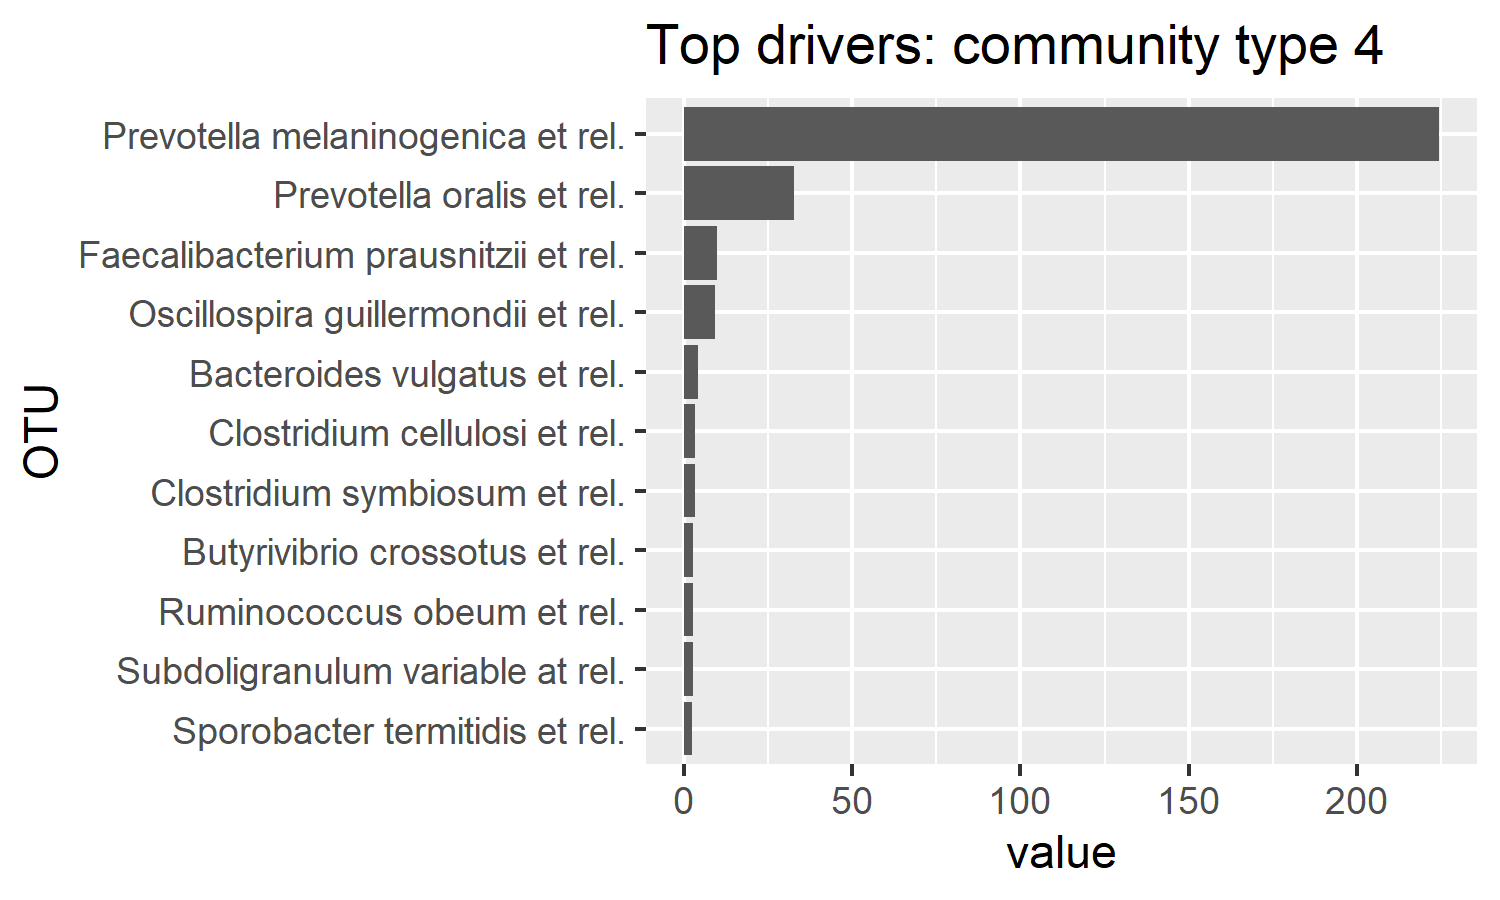 Top drivers: community type 4
OTU
Prevotella melaninogenica et rel.
Prevotella oralis et rel.
Faecalibacterium prausnitzii et rel.
Oscillospira guillermondii et rel.
Bacteroides vulgatus et rel.
Clostridium cellulosi et rel.
Clostridium symbiosum et rel.
Butyrivibrio crossotus et rel.
Ruminococcus obeum et rel.
Subdoligranulum variable at rel.
Sporobacter termitidis et rel.
0 50 100 150 200
value